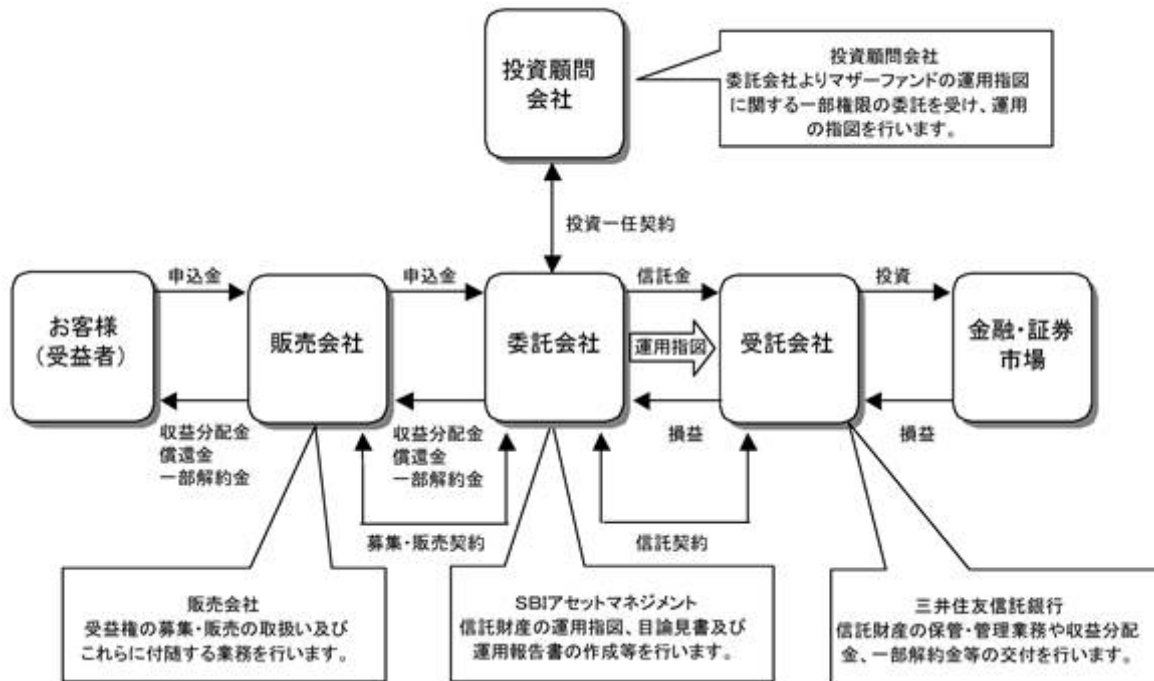 投資顧問
会社
投資顧問会社
委託会社よりマザーファンドの運用指図
に関する一部権限の委託を受け、運用
の指図を行います。
投資一任契約
申込金
申込金
信託金
投資
お客様
(受益者)
販売会社
委託会社
運用指図
受託会社
金融・証券
市場
収益分配金
償還金
一部解約金
収益分配金
償還金
一部解約金
損益
損益
募集・販売契約
信託契約
販売会社
受益権の募集・販売の取扱い及び
これらに付随する業務を行います。
SBIアセットマネジメント
信託財産の運用指図、目論見書及び
運用報告書の作成等を行います。
三井住友信託銀行
信託財産の保管・管理業務や収益分配
金、一部解約金等の交付を行います。